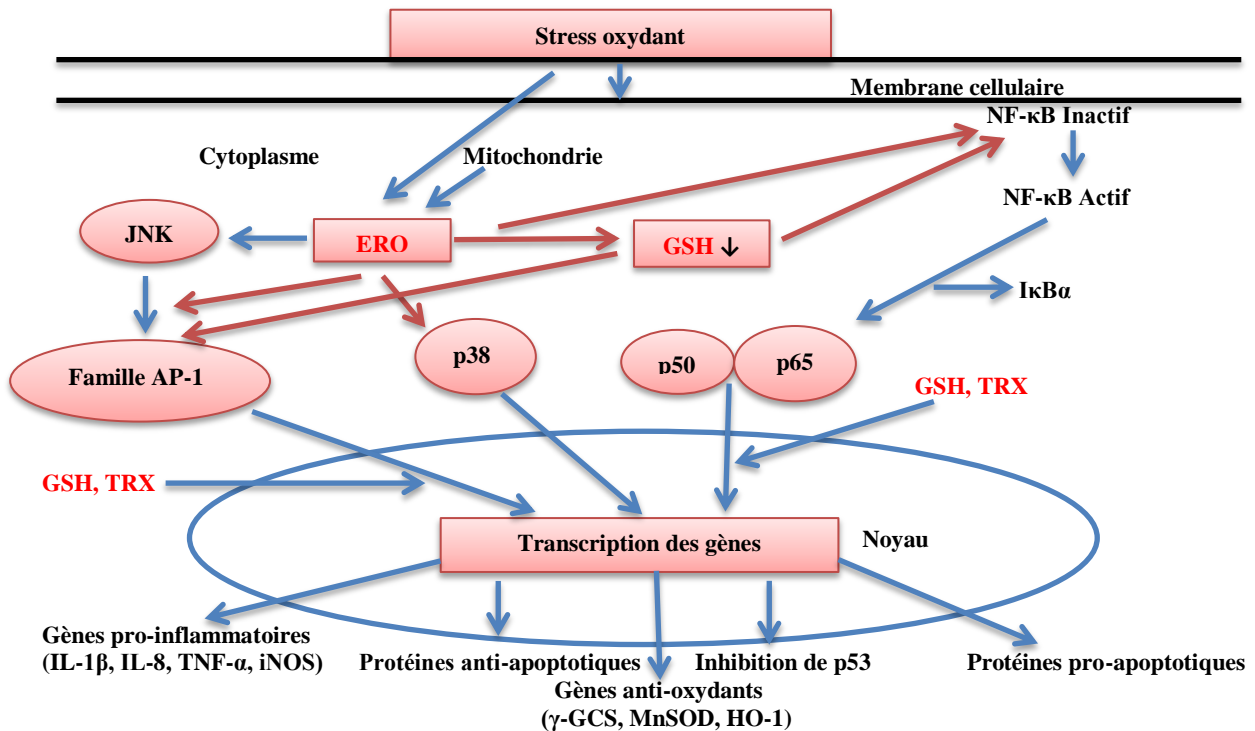 Stress oxydant
Membrane cellulaire
NF-κB Inactif
Cytoplasme
Mitochondrie
NF-κB Actif
JNK
ERO
GSH ↓
IκBα
p38
p50
p65
Famille AP-1
GSH, TRX
GSH, TRX
Transcription des gènes
Noyau
Gènes pro-inflammatoires
(IL-1β, IL-8, TNF-α, iNOS)
Protéines anti-apoptotiques
Inhibition de p53
Protéines pro-apoptotiques
Gènes anti-oxydants
(γ-GCS, MnSOD, HO-1)